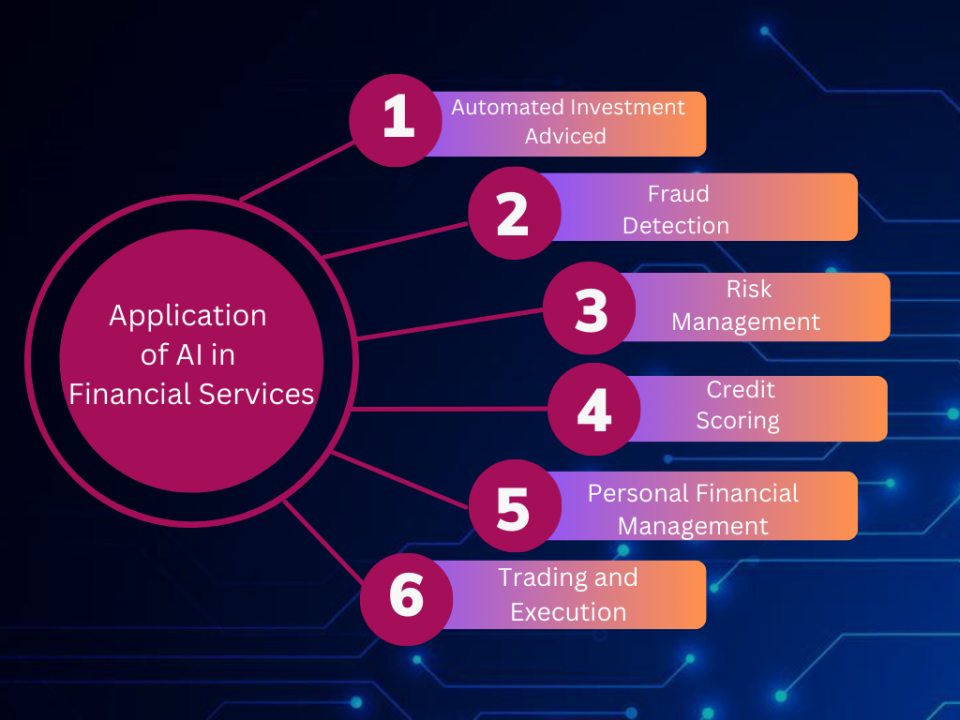 Application
of AI in
Financial Services
1
Automated Investment
Adviced
2
Fraud
Detection
3
Risk
Management
4
Credit
Scoring
5
Personal Financial
Management
6
Trading and
Execution